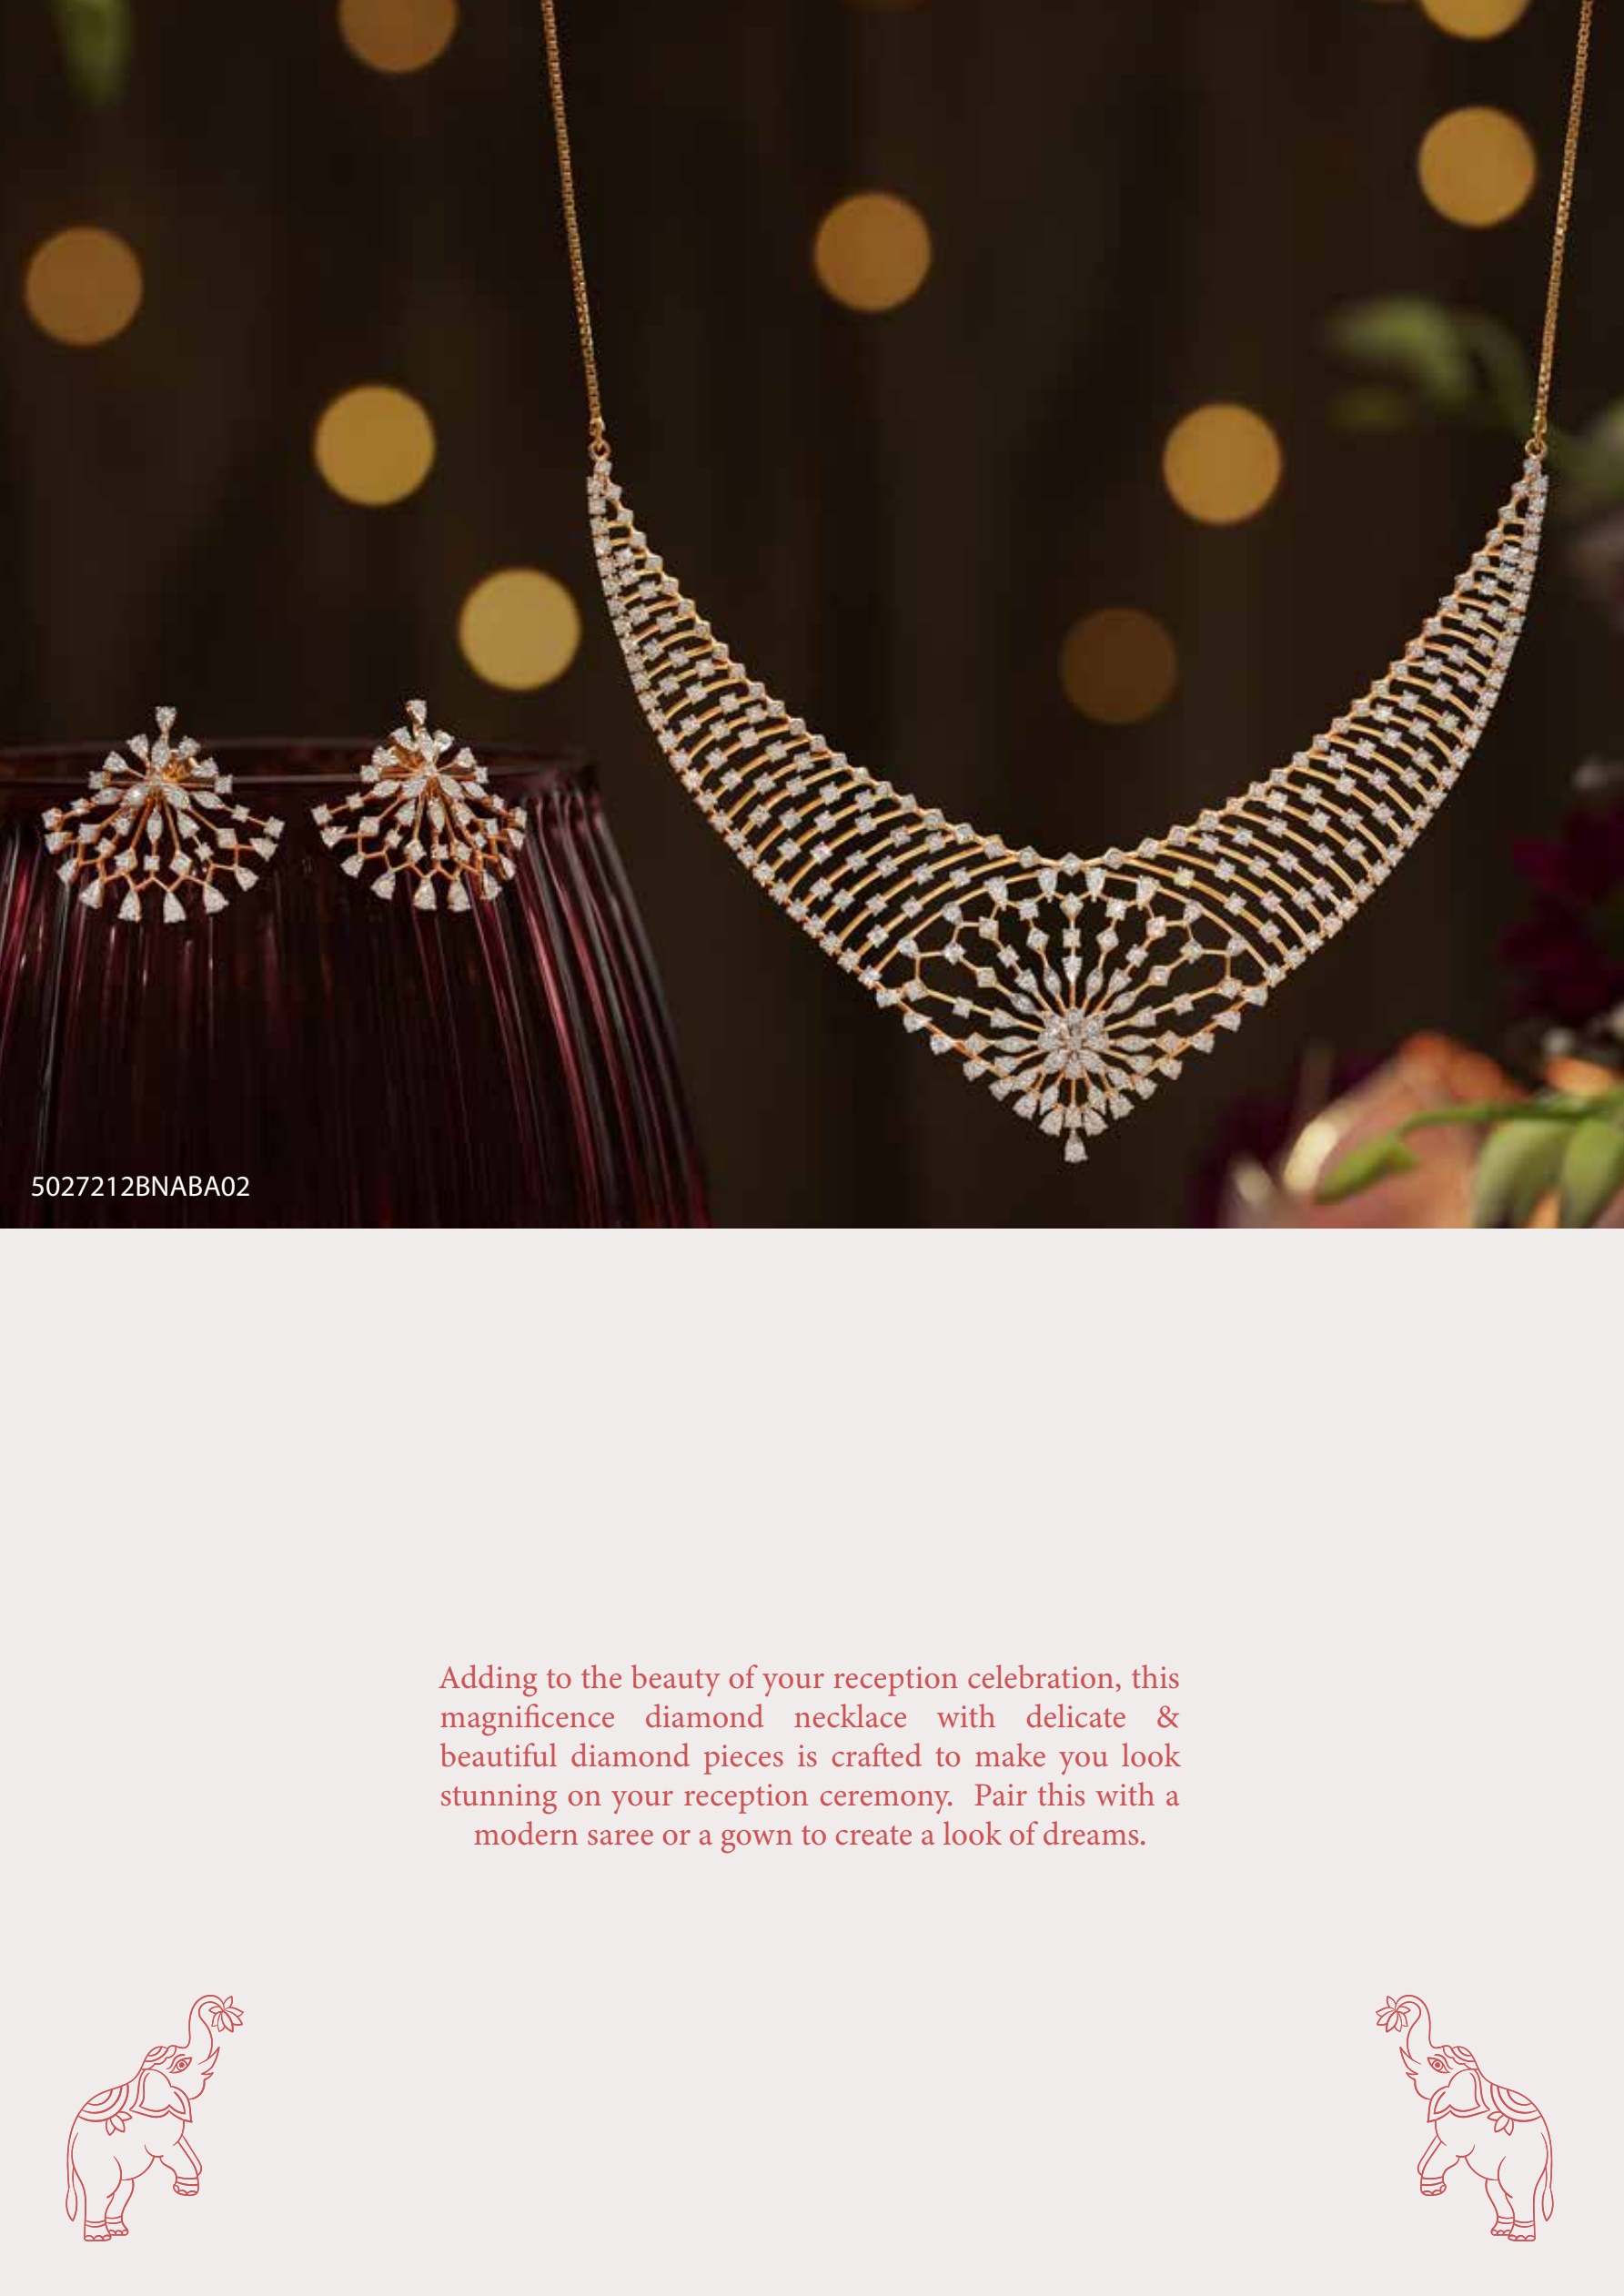 5027212BNABA02
Adding to the beauty of your reception celebration, this
magnificence diamond necklace with delicate &
beautiful diamond pieces is crafted to make you look
stunning on your reception ceremony.  Pair this with a
modern saree or a gown to create a look of dreams.